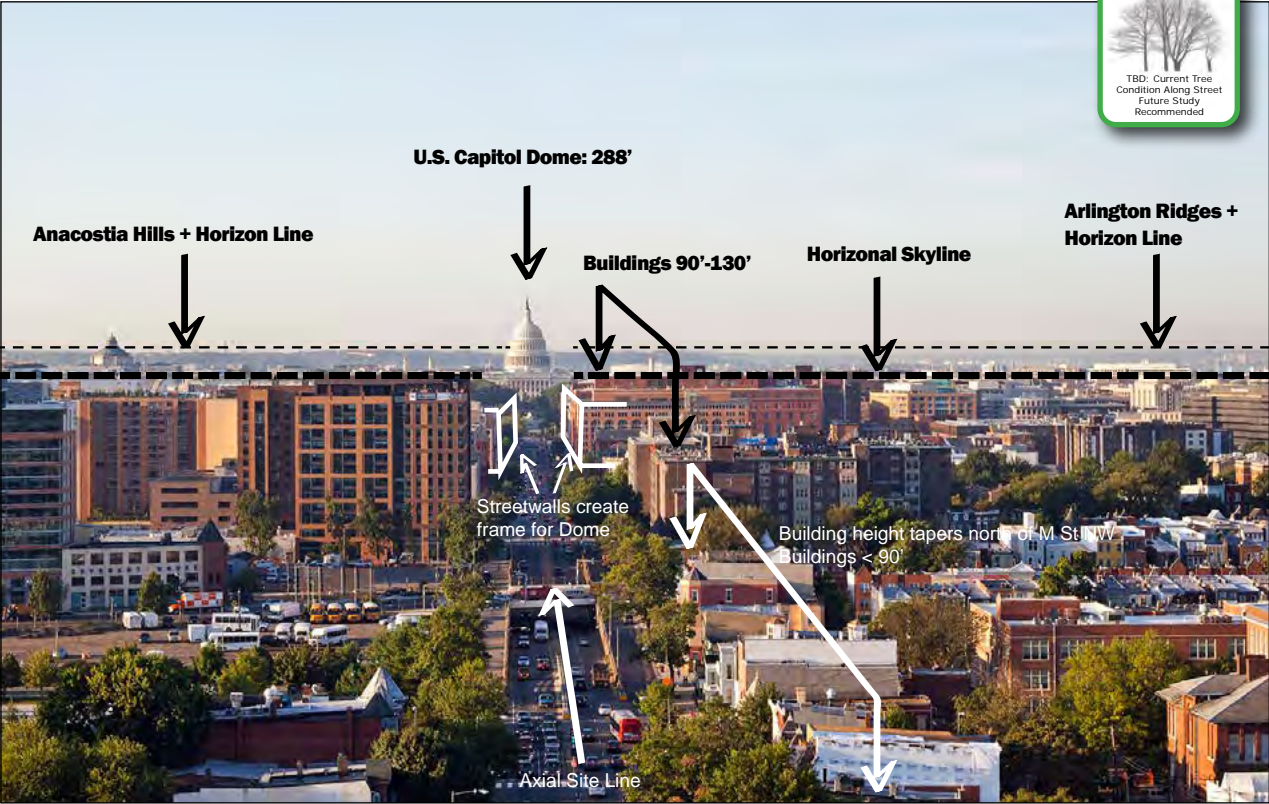 TBD: Current Tree
Condition Along Street
Future Study
Recommended
U.S. Capitol Dome: 288’
Anacostia Hills + Horizon Line
Buildings 90’-130’
Horizonal Skyline
Arlington Ridges +
Horizon Line
Streetwalls create
frame for Dome
Building height tapers north of M St NW
Buildings < 90’
Axial Site Line